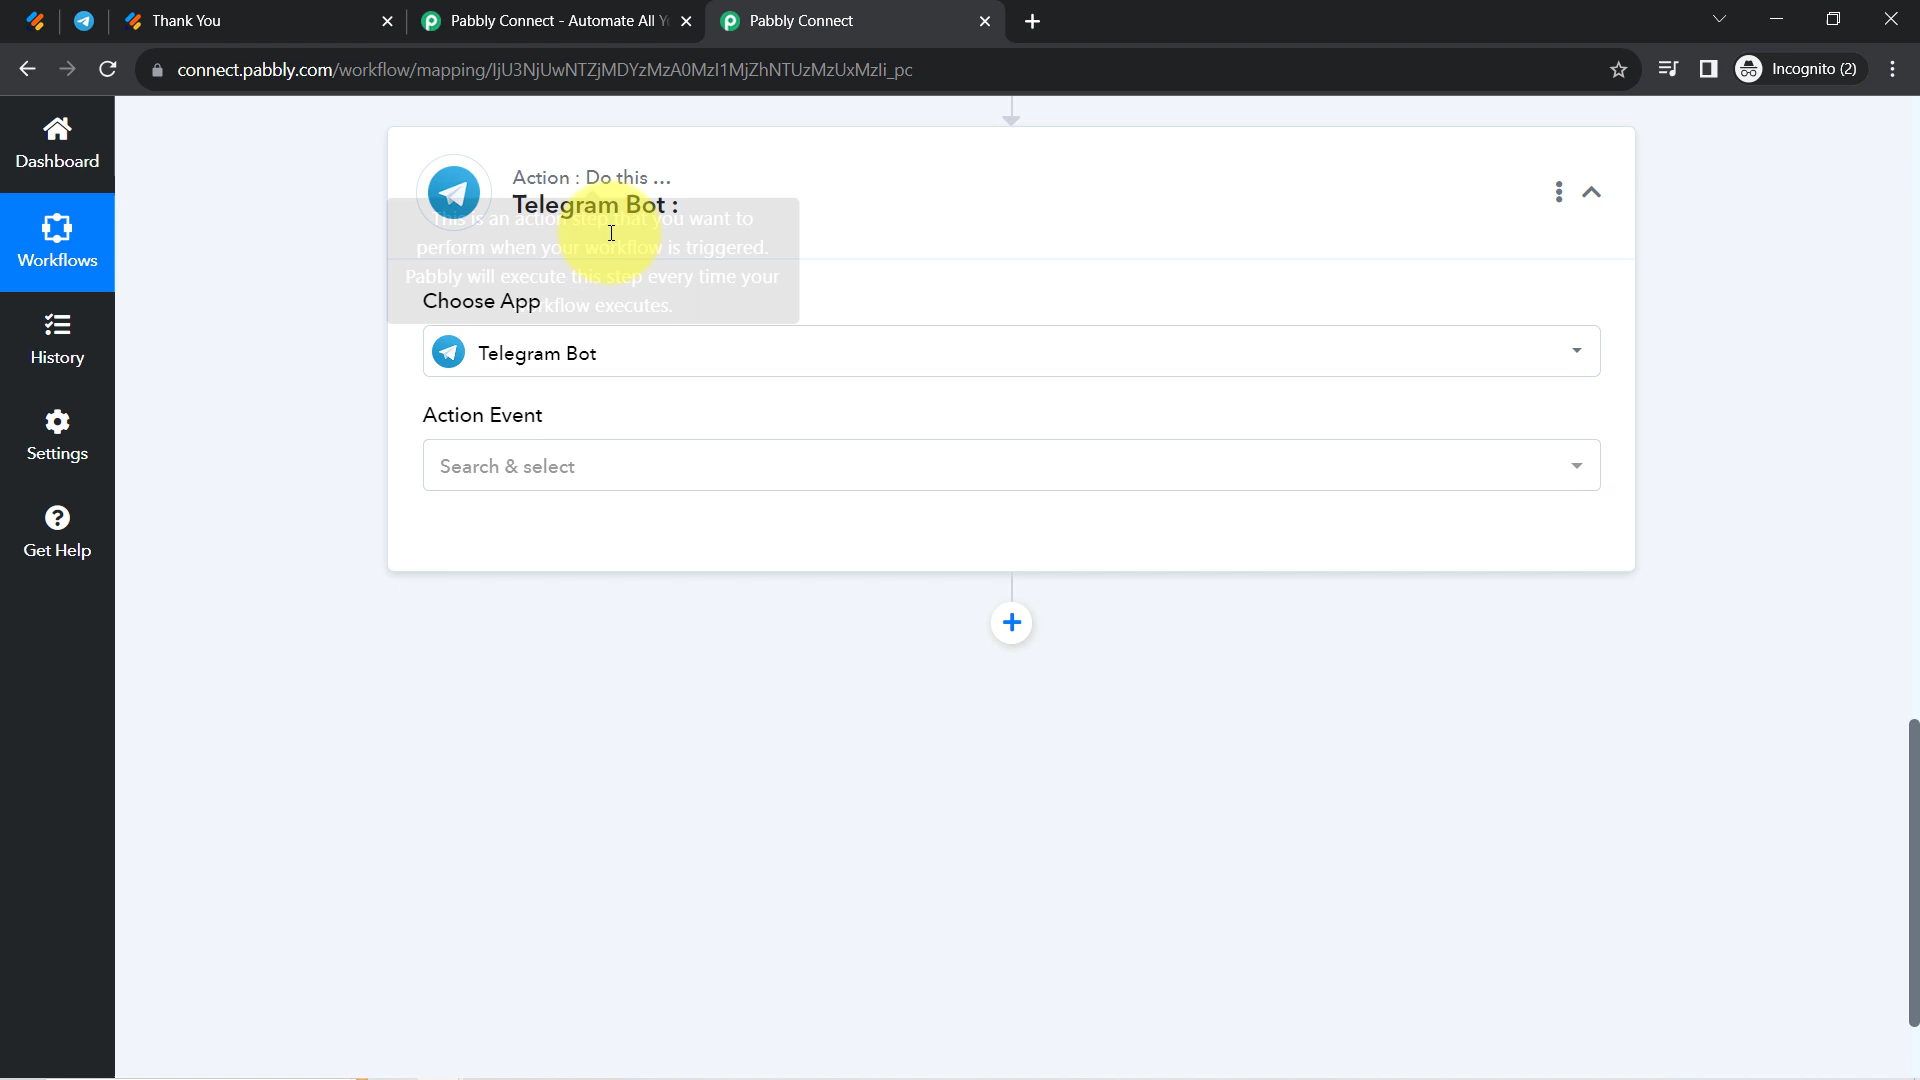 Thank You
Pabbly Connect - Automate All Y
Pabbly Connect
connect.pabbly.com/workflow/mapping/IjU3NjUwNTZjMDYzMzA0MzI1MjZhNTUzMzUxMzIi_pc
Incognito (2)
Dashboard
Workflows
History
Settings
Get Help
Action : Do this ...
Telegram Bot :
This is an action step that you want to
perform when your workflow is triggered.
Pabbly will execute this step every time your
workflow executes.
Choose App
Telegram Bot
Action Event
Search & select